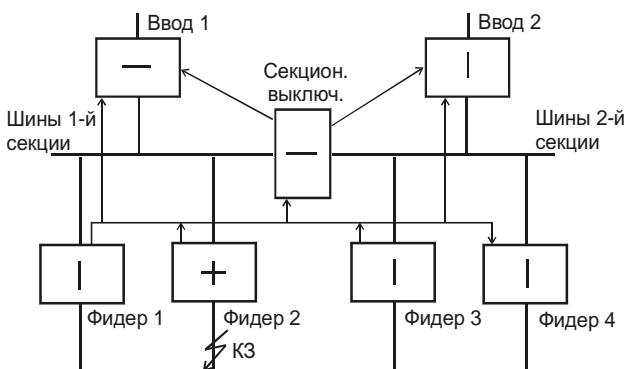 Ввод 1
Ввод 2
Секцион.
выключ.
Шины 1-й
секции
Шины 2-й
секции
Фидер 1
Фидер 2
Фидер 3
Фидер 4
КЗ